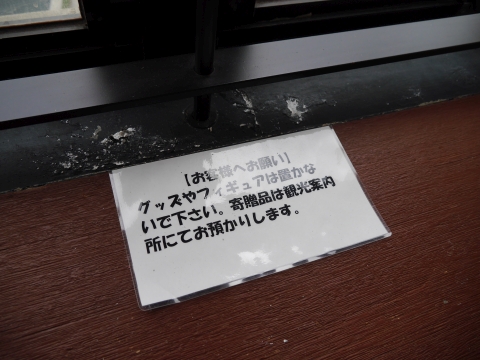 【お客様へお願い】
グッズやフィギュアは置かな
いで下さい。寄贈品は観光案内
所にてお預かりします。